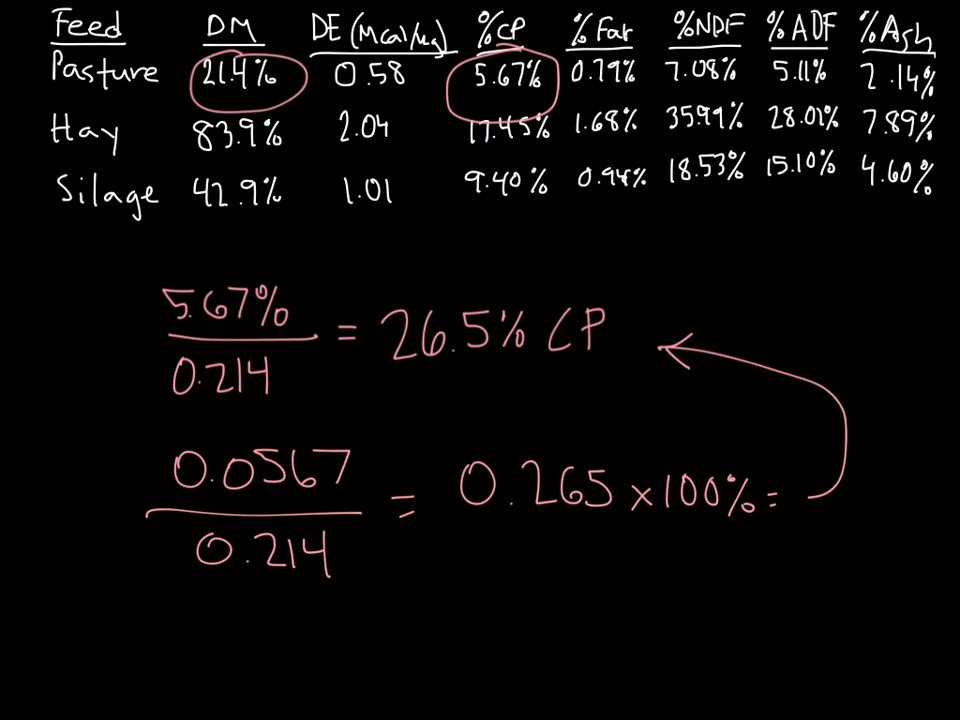 Feed DM DE (Mcal/kg) %CP %Fat %NDF %ADF %Ash
Pasture 21.4% 0.58 5.67% 0.79% 7.08% 5.11% 2.14%
Hay 83.9% 2.04 17.45% 1.68% 35.99% 28.01% 7.89%
Silage 42.9% 1.01 9.40% 0.94% 18.53% 15.10% 4.60%
5.67%
0.214
= 26.5% CP
0.0567
0.214
= 0.265 x 100% =